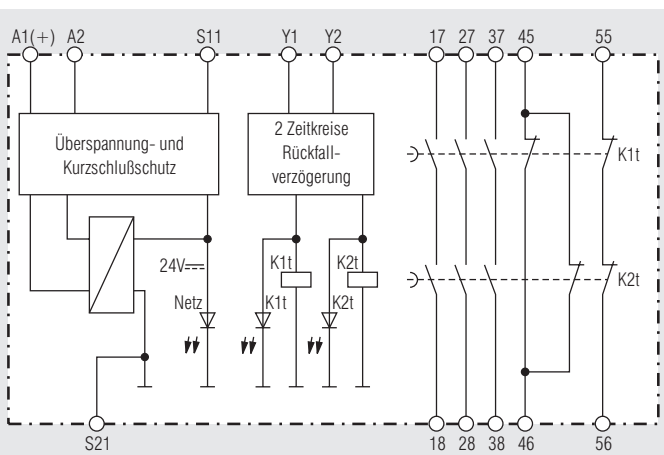 A1(+) A2 S11 Y1 Y2 17 27 37 45 55
Überspannung- und
Kurzschlußschutz
2 Zeitkreise
Rückfall-
verzögerung
K1t
24V
K1t K2t
K2t
Netz K1t K2t
S21 18 28 38 46 56